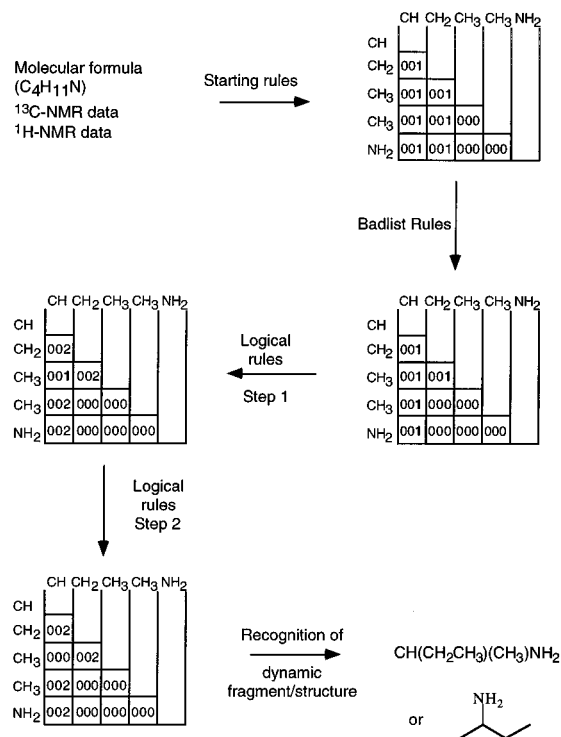 Molecular formula
(C4H11N)
13C-NMR data
1H-NMR data
Starting rules
CH CH2 CH3 CH3 NH2
CH
CH2 001
CH3 001 001
CH3 001 001 000
NH2 001 001 000 000
Badlist Rules
CH CH2 CH3 CH3 NH2
CH
CH2 001
CH3 001 001
CH3 001 000 000
NH2 001 000 000 000
Logical
rules
Step 1
CH CH2 CH3 CH3 NH2
CH
CH2 002
CH3 001 002
CH3 002 000 000
NH2 002 000 000 000
Logical
rules
Step 2
CH CH2 CH3 CH3 NH2
CH
CH2 002
CH3 000 002
CH3 002 000 000
NH2 002 000 000 000
Recognition of
dynamic
fragment/structure
CH(CH2CH3)(CH3)NH2
or
NH2